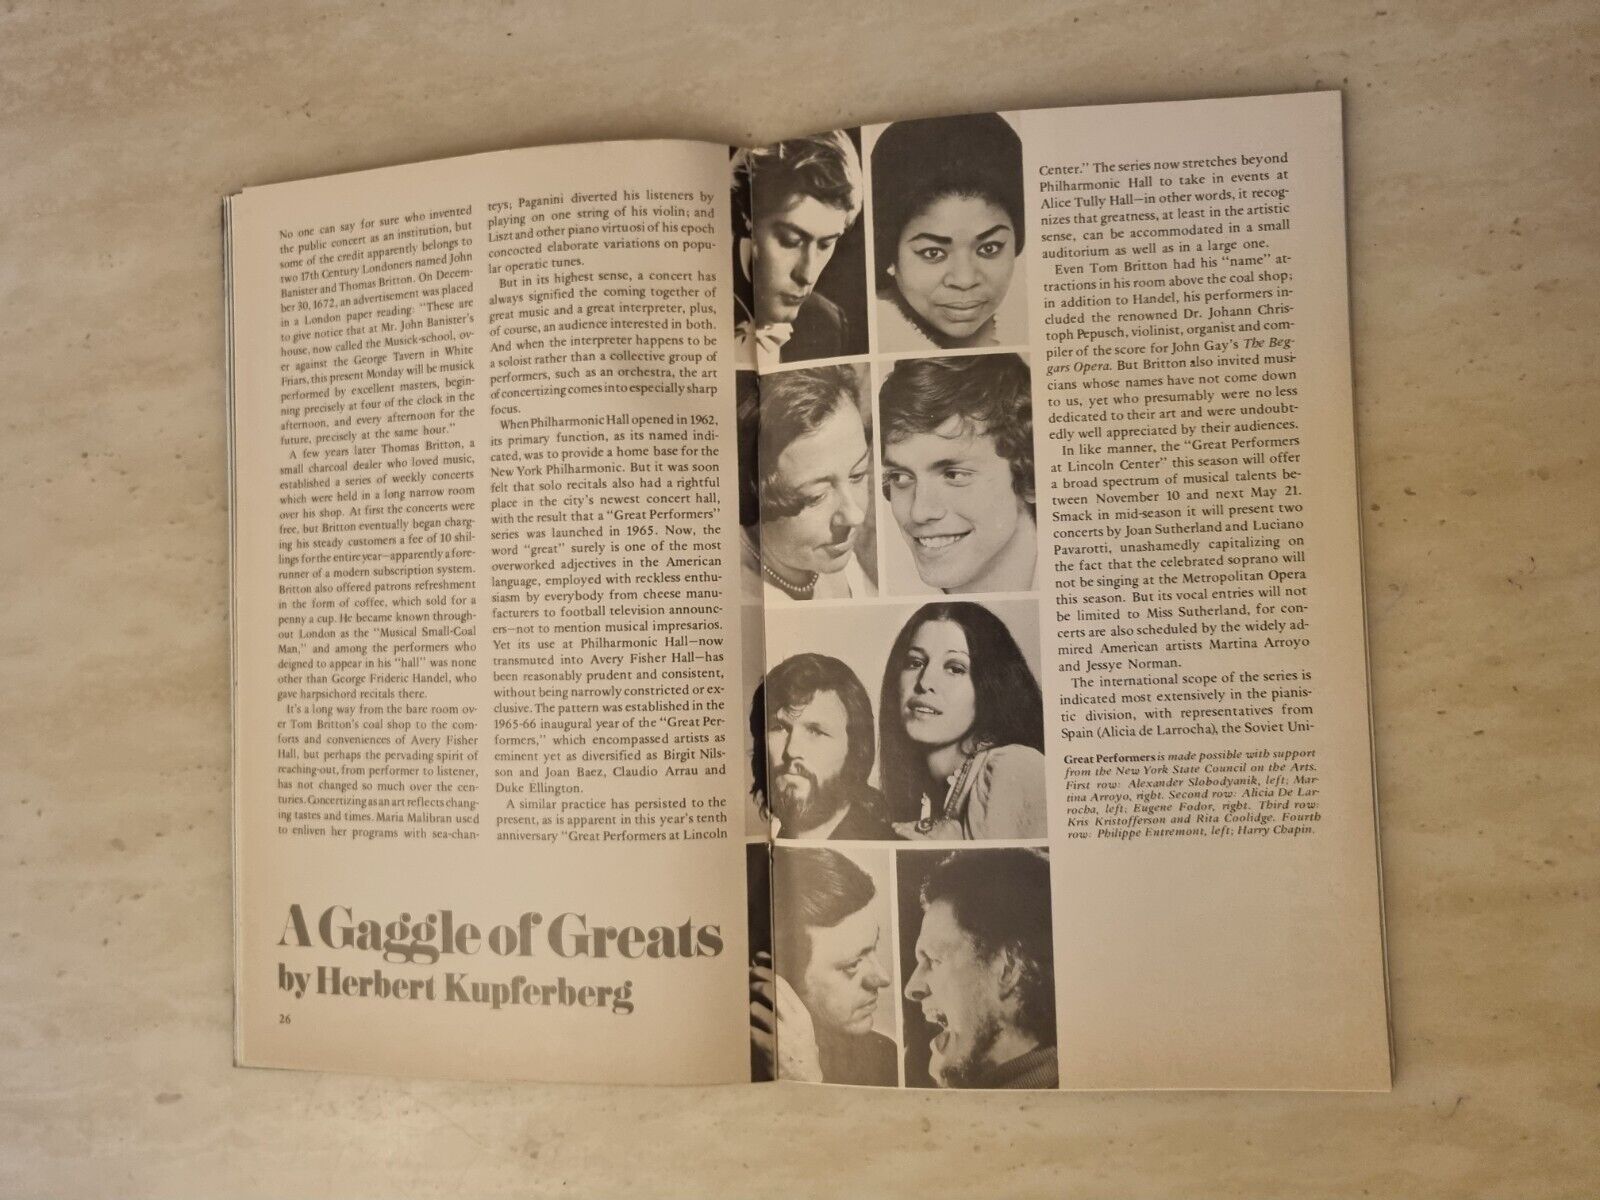 No one can say for sure who invented
the public concert as an institution, but
some of the credit apparently belongs to
two 17th Century Londoners named John
Banister and Thomas Britton. On Decem-
ber 30, 1672, an advertisement was placed
in a London paper reading: "These are
to give notice that at Mr. John Banister's
house, now called the Musick-school, ov-
er against the George Tavern in White
Friars, this present Monday will be musick
performed by excellent masters, begin-
ning precisely at four of the clock in the
afternoon, and every afternoon for the
future, precisely at the same hour."
A few years later Thomas Britton, a
small charcoal dealer who loved music,
established a series of weekly concerts
which were held in a long narrow room
over his shop. At first the concerts were
free, but Britton eventually began charg-
ing his steady customers a fee of 10 shil-
lings for the entire year—apparently a fore-
runner of a modern subscription system.
Britton also offered patrons refreshment
in the form of coffee, which sold for a
penny a cup. He became known through-
out London as the "Musical Small-Coal
Man," and among the performers who
deigned to appear in his "hall" was none
other than George Frideric Handel, who
gave harpsichord recitals there.
It's a long way from the bare room ov-
er Tom Britton's coal shop to the com-
forts and conveniences of Avery Fisher
Hall, but perhaps the pervading spirit of
reaching-out, from performer to listener,
has not changed so much over the cen-
turies. Concertizing as an art reflects chang-
ing tastes and times. Maria Malibran used
to enliven her programs with sea-chan-
teys; Paganini diverted his listeners by
playing on one string of his violin; and
Liszt and other piano virtuosi of his epoch
concocted elaborate variations on popu-
lar operatic tunes.
But in its highest sense, a concert has
always signified the coming together of
great music and a great interpreter, plus,
of course, an audience interested in both.
And when the interpreter happens to be
a soloist rather than a collective group of
performers, such as an orchestra, the art
of concertizing comes into especially sharp
focus.
When Philharmonic Hall opened in 1962,
its primary function, as its named indi-
cated, was to provide a home base for the
New York Philharmonic. But it was soon
felt that solo recitals also had a rightful
place in the city's newest concert hall,
with the result that a "Great Performers"
series was launched in 1965. Now, the
word "great" surely is one of the most
overworked adjectives in the American
language, employed with reckless enthu-
siasm by everybody from cheese manu-
facturers to football television announc-
ers—not to mention musical impresarios.
Yet its use at Philharmonic Hall—now
transmuted into Avery Fisher Hall—has
been reasonably prudent and consistent,
without being narrowly constricted or ex-
clusive. The pattern was established in the
1965-66 inaugural year of the "Great Per-
formers," which encompassed artists as
eminent yet as diversified as Birgit Nils-
son and Joan Baez, Claudio Arrau and
Duke Ellington.
A similar practice has persisted to the
present, as is apparent in this year's tenth
anniversary "Great Performers at Lincoln
A Gaggle of Greats
by Herbert Kupferberg
26
Center." The series now stretches beyond
Philharmonic Hall to take in events at
Alice Tully Hall—in other words, it recog-
nizes that greatness, at least in the artistic
sense, can be accommodated in a small
auditorium as well as in a large one.
Even Tom Britton had his "name" at-
tractions in his room above the coal shop;
in addition to Handel, his performers in-
cluded the renowned Dr. Johann Chris-
toph Pepusch, violinist, organist and com-
piler of the score for John Gay's The Beg-
gars Opera. But Britton also invited musi-
cians whose names have not come down
to us, yet who presumably were no less
dedicated to their art and were undoubt-
edly well appreciated by their audiences.
In like manner, the "Great Performers
at Lincoln Center" this season will offer
a broad spectrum of musical talents be-
tween November 10 and next May 21.
Smack in mid-season it will present two
concerts by Joan Sutherland and Luciano
Pavarotti, unashamedly capitalizing on
the fact that the celebrated soprano will
not be singing at the Metropolitan Opera
this season. But its vocal entries will not
be limited to Miss Sutherland, for con-
certs are also scheduled by the widely ad-
mired American artists Martina Arroyo
and Jessye Norman.
The international scope of the series is
indicated most extensively in the pianis-
tic division, with representatives from
Spain (Alicia de Larrocha), the Soviet Uni-
Great Performers is made possible with support
from the New York State Council on the Arts.
First row: Alexander Slobodyanik, left; Mar-
tina Arroyo, right. Second row: Alicia De Lar-
rocha, left; Eugene Fodor, right. Third row:
Kris Kristofferson and Rita Coolidge. Fourth
row: Philippe Entremont, left; Harry Chapin.